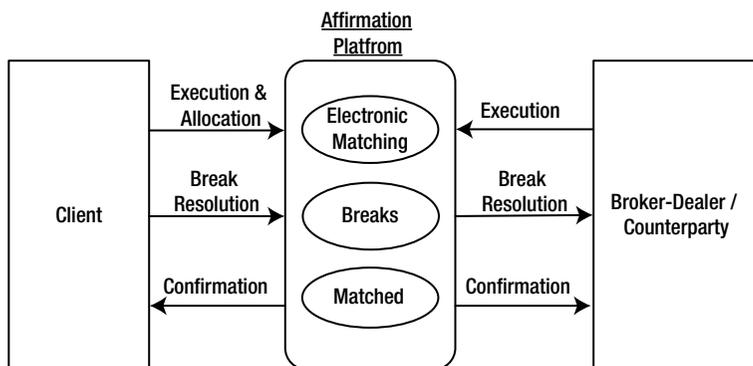 Affirmation
Platfrom
Execution &
Allocation
Electronic
Matching
Execution
Break
Resolution
Breaks
Break
Resolution
Client
Broker-Dealer /
Counterparty
Confirmation
Matched
Confirmation